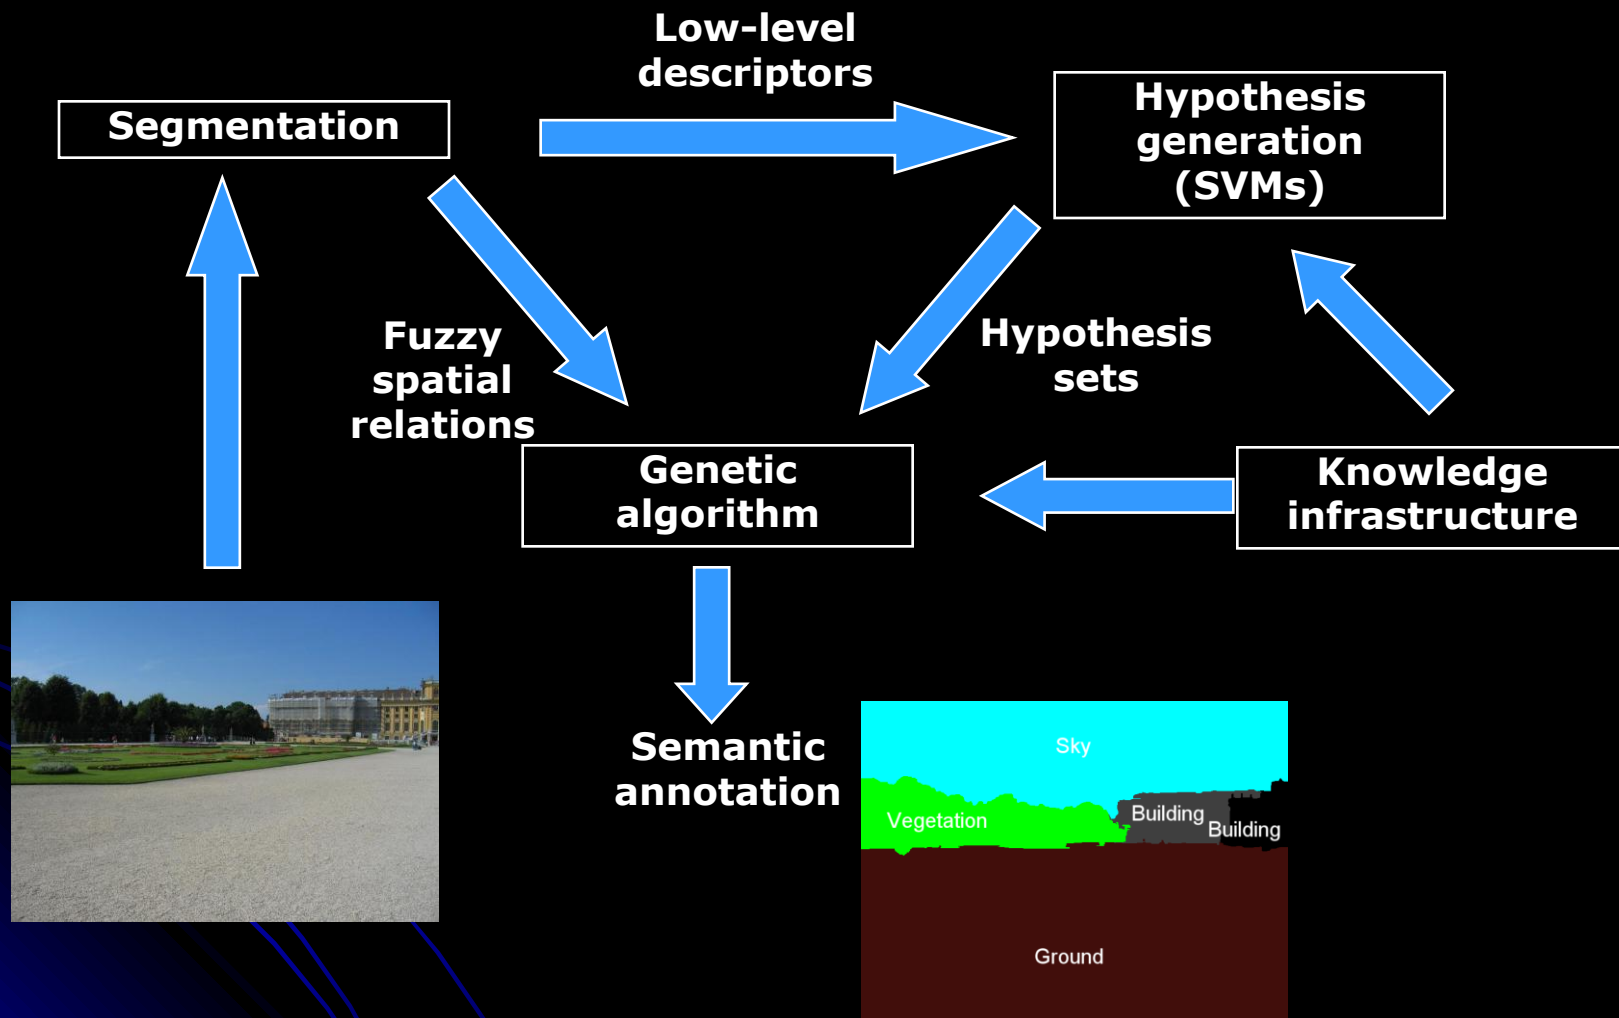 Low-level
descriptors
Segmentation
Hypothesis
generation
(SVMs)
Fuzzy
spatial
relations
Hypothesis
sets
Genetic
algorithm
Knowledge
infrastructure
Semantic
annotation
Sky
Vegetation
Building
Building
Ground